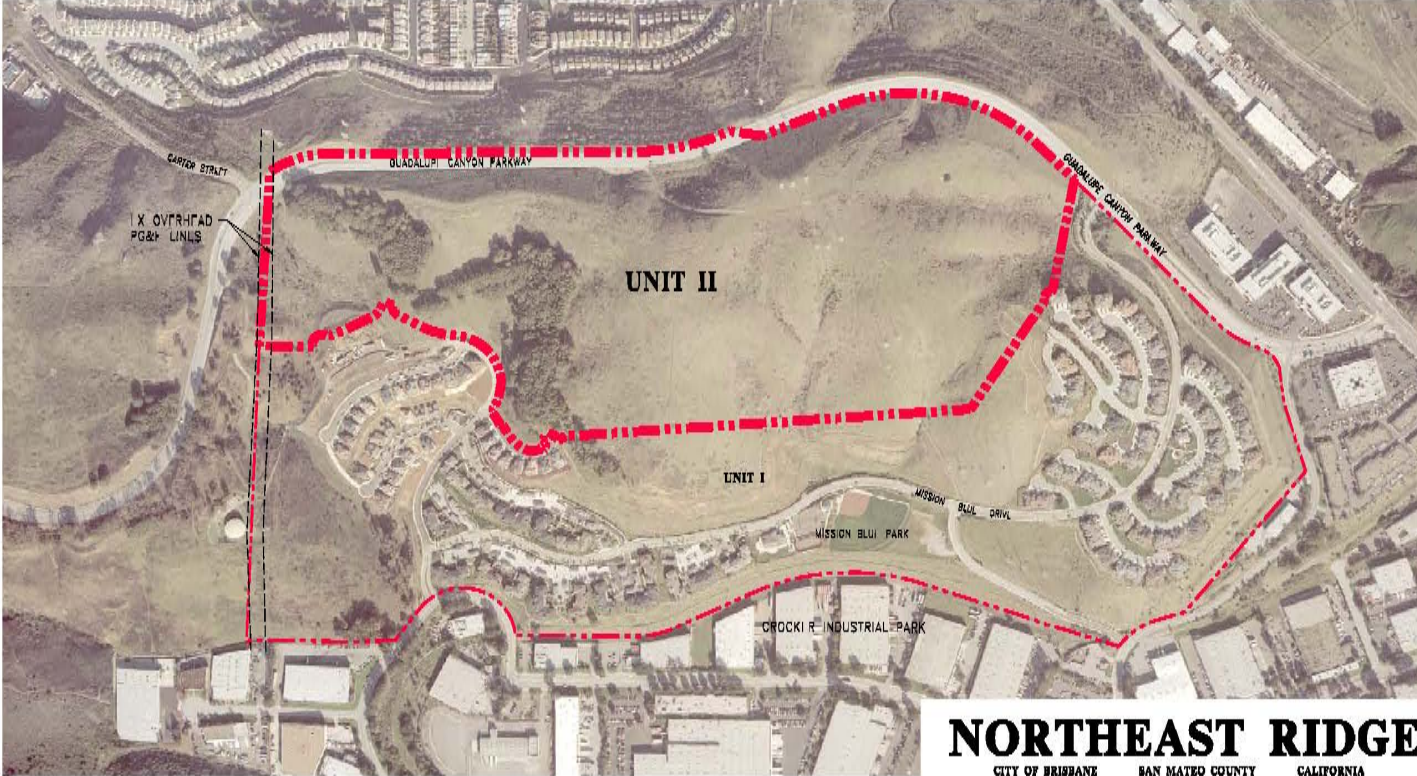 CARTER STREET
GUADALUPE CANYON PARKWAY
GUADALUPE CANYON PARKWAY
EX OVERHEAD
PG&E LINES
UNIT II
UNIT I
MISSION BLUE DRIVE
MISSION BLUE PARK
CROCKER INDUSTRIAL PARK
NORTHEAST RIDGE
CITY OF BRISBANE SAN MATEO COUNTY CALIFORNIA